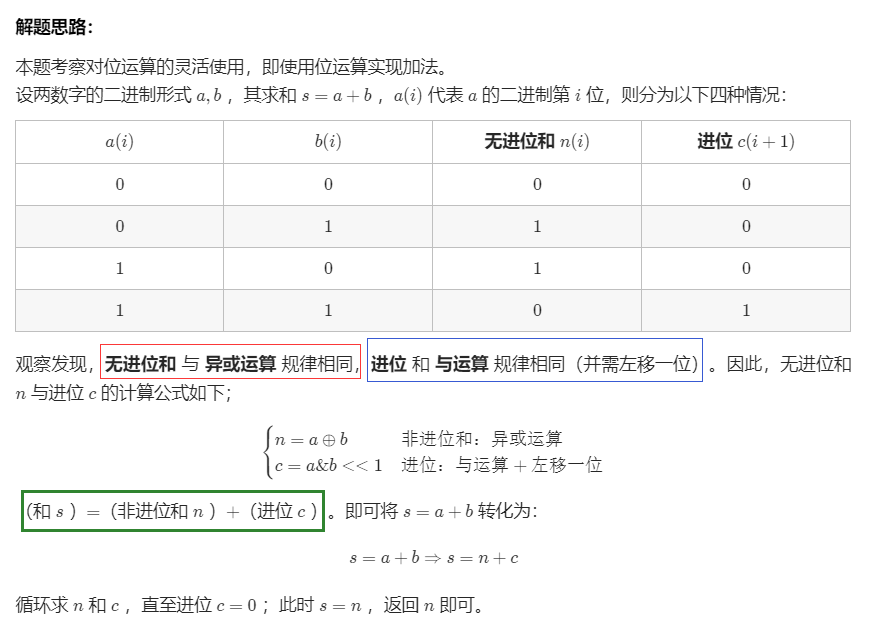 解题思路：
本题考察对位运算的灵活使用，即使用位运算实现加法。
设两数字的二进制形式 a, b ，其求和 s = a + b ，a(i) 代表 a 的二进制第 i 位，则分为以下四种情况：
a(i) b(i) 无进位和 n(i) 进位 c(i + 1)
0 0 0 0
0 1 1 0
1 0 1 0
1 1 0 1
观察发现，无进位和 与 异或运算 规律相同，进位 和 与运算 规律相同（并需左移一位）。因此，无进位和
n 与进位 c 的计算公式如下；
{ n = a ⊕ b 非进位和：异或运算
c = a&b << 1 进位：与运算 + 左移一位
（和 s ）=（非进位和 n ）+（进位 c ）。即可将 s = a + b 转化为：
s = a + b ⇒ s = n + c
循环求 n 和 c ，直至进位 c = 0 ；此时 s = n ，返回 n 即可。